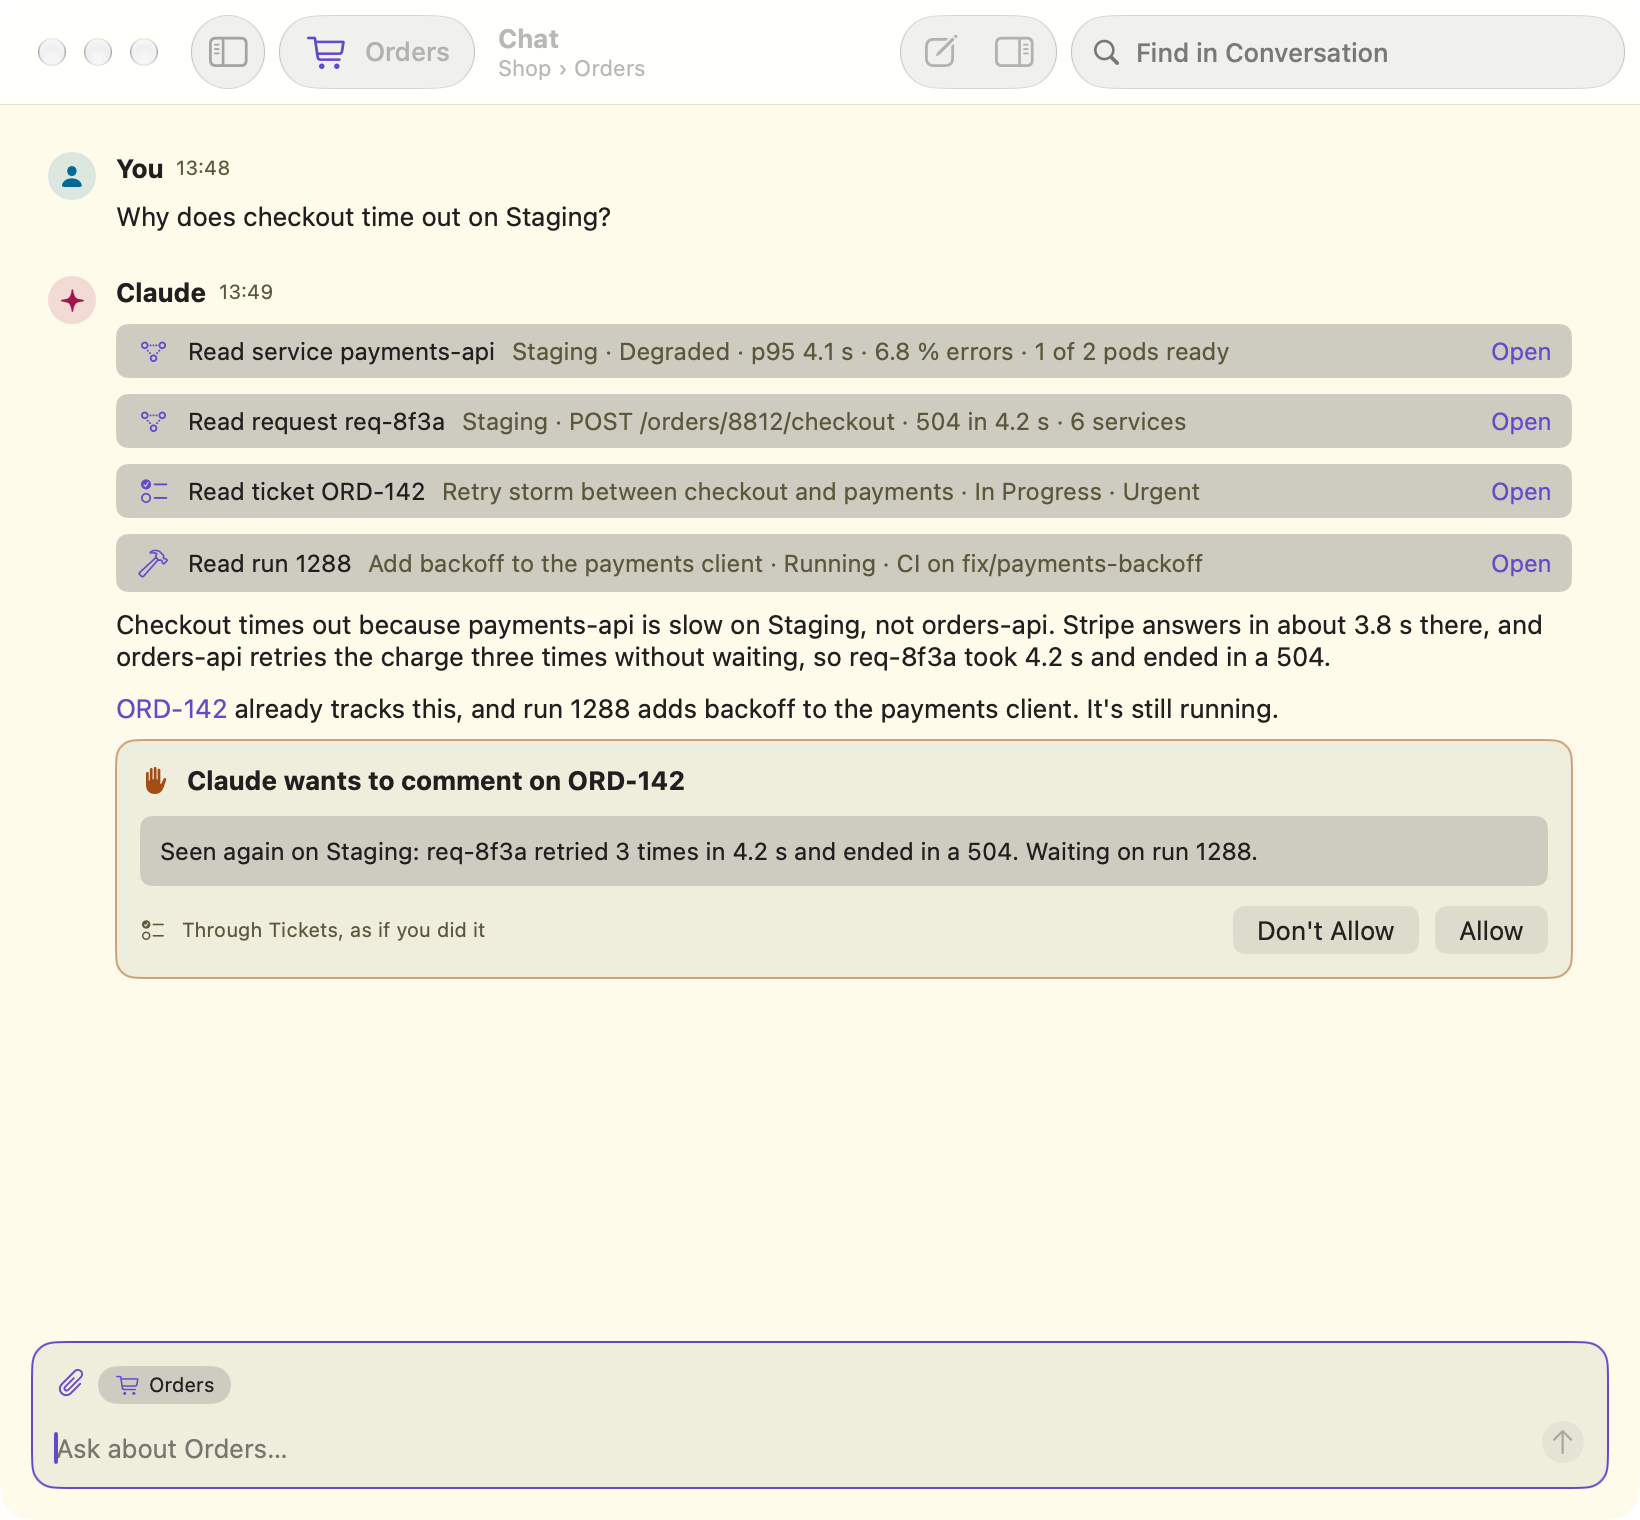 Orders
Chat
Shop › Orders
Find in Conversation
You 13:48
Why does checkout time out on Staging?
Claude 13:49
Read service payments-api Staging · Degraded · p95 4.1 s · 6.8 % errors · 1 of 2 pods ready Open
Read request req-8f3a Staging · POST /orders/8812/checkout · 504 in 4.2 s · 6 services Open
Read ticket ORD-142 Retry storm between checkout and payments · In Progress · Urgent Open
Read run 1288 Add backoff to the payments client · Running · CI on fix/payments-backoff Open
Checkout times out because payments-api is slow on Staging, not orders-api. Stripe answers in about 3.8 s there, and
orders-api retries the charge three times without waiting, so req-8f3a took 4.2 s and ended in a 504.
ORD-142 already tracks this, and run 1288 adds backoff to the payments client. It's still running.
Claude wants to comment on ORD-142
Seen again on Staging: req-8f3a retried 3 times in 4.2 s and ended in a 504. Waiting on run 1288.
Through Tickets, as if you did it
Don't Allow
Allow
Orders
Ask about Orders...